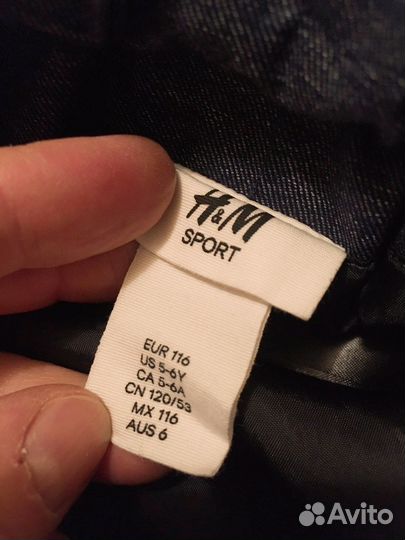 H&M
SPORT
EUR 116
US 5-6Y
CA 5-6A
CN 120/53
MX 116
AUS 6
Avito